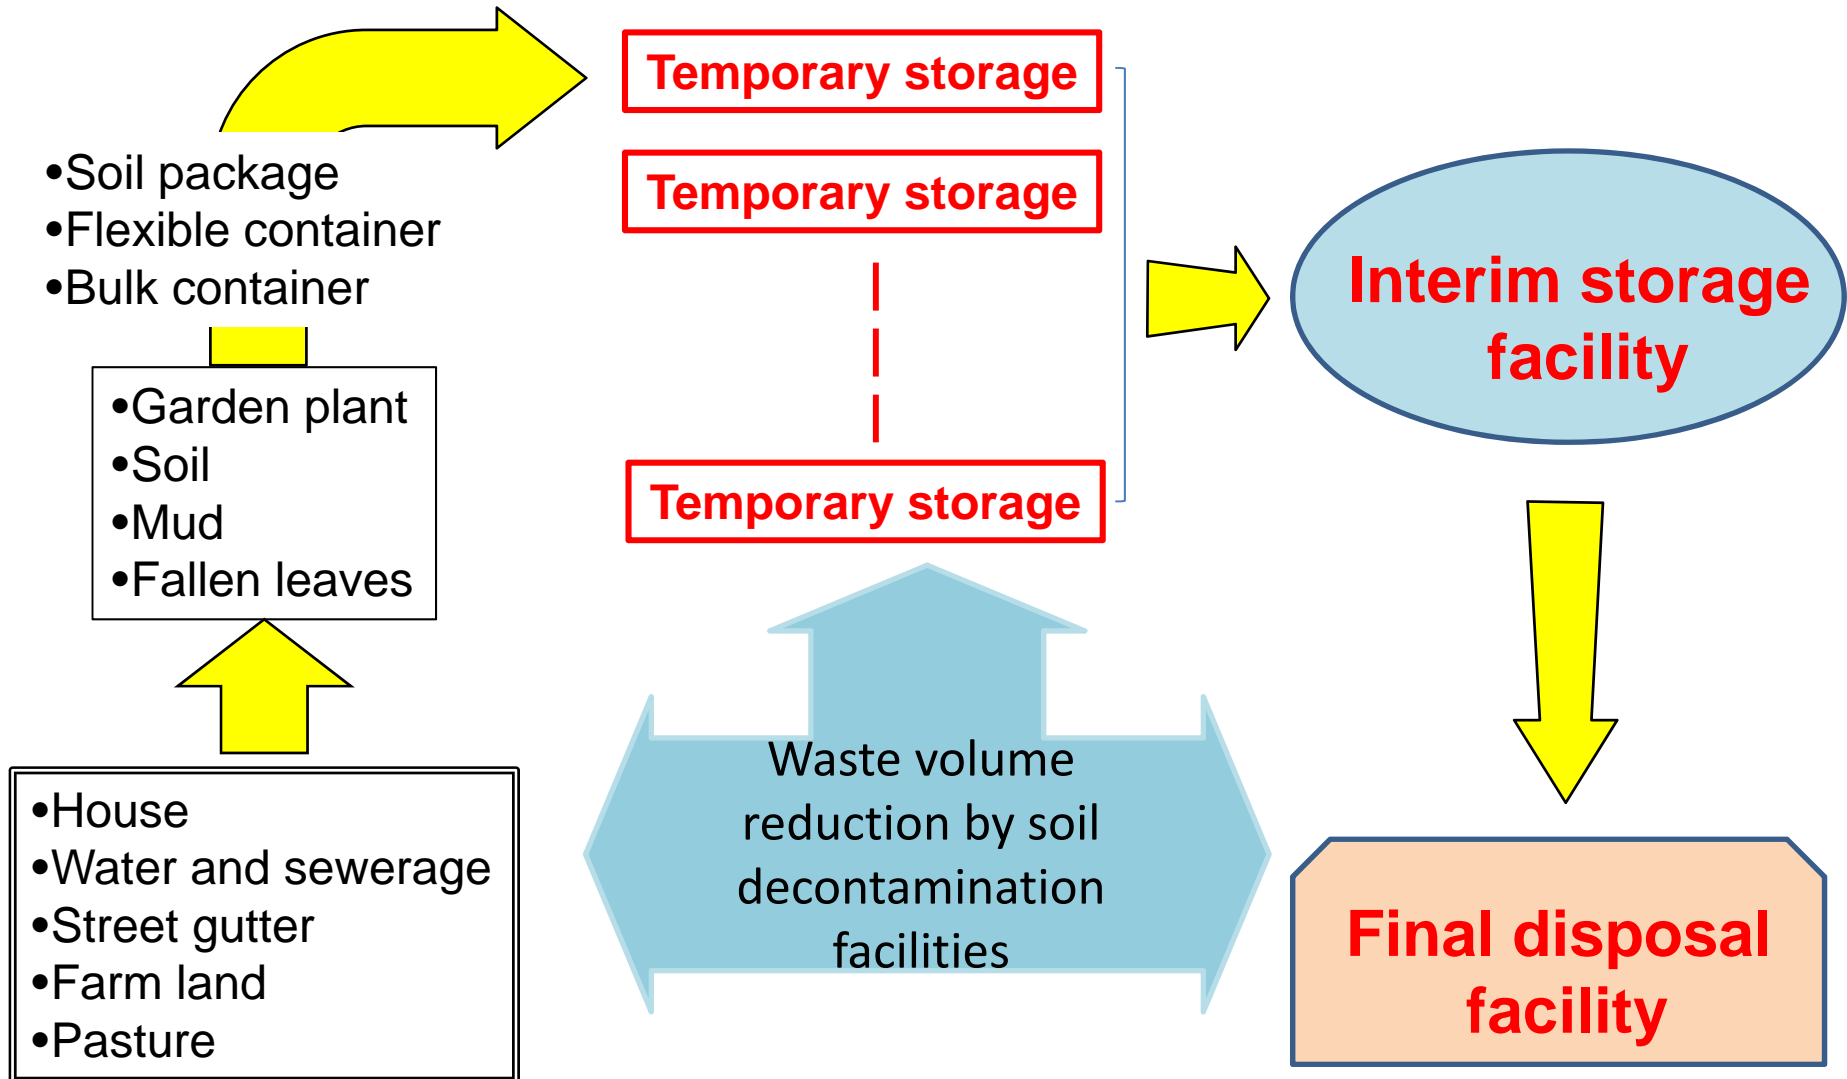 Temporary storage
Temporary storage
Temporary storage
•Soil package
•Flexible container
•Bulk container
•Garden plant
•Soil
•Mud
•Fallen leaves
•House
•Water and sewerage
•Street gutter
•Farm land
•Pasture
Waste volume
reduction by soil
decontamination
facilities
Interim storage
facility
Final disposal
facility